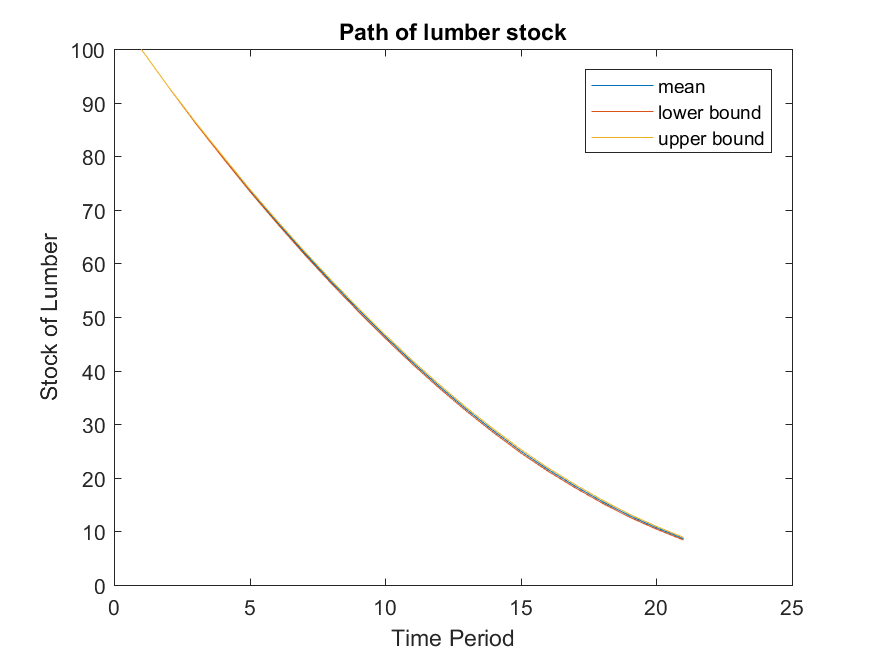 Path of lumber stock
100
90
80
70
60
50
40
30
20
10
0
Stock of Lumber
mean
lower bound
upper bound
0 5 10 15 20 25
Time Period